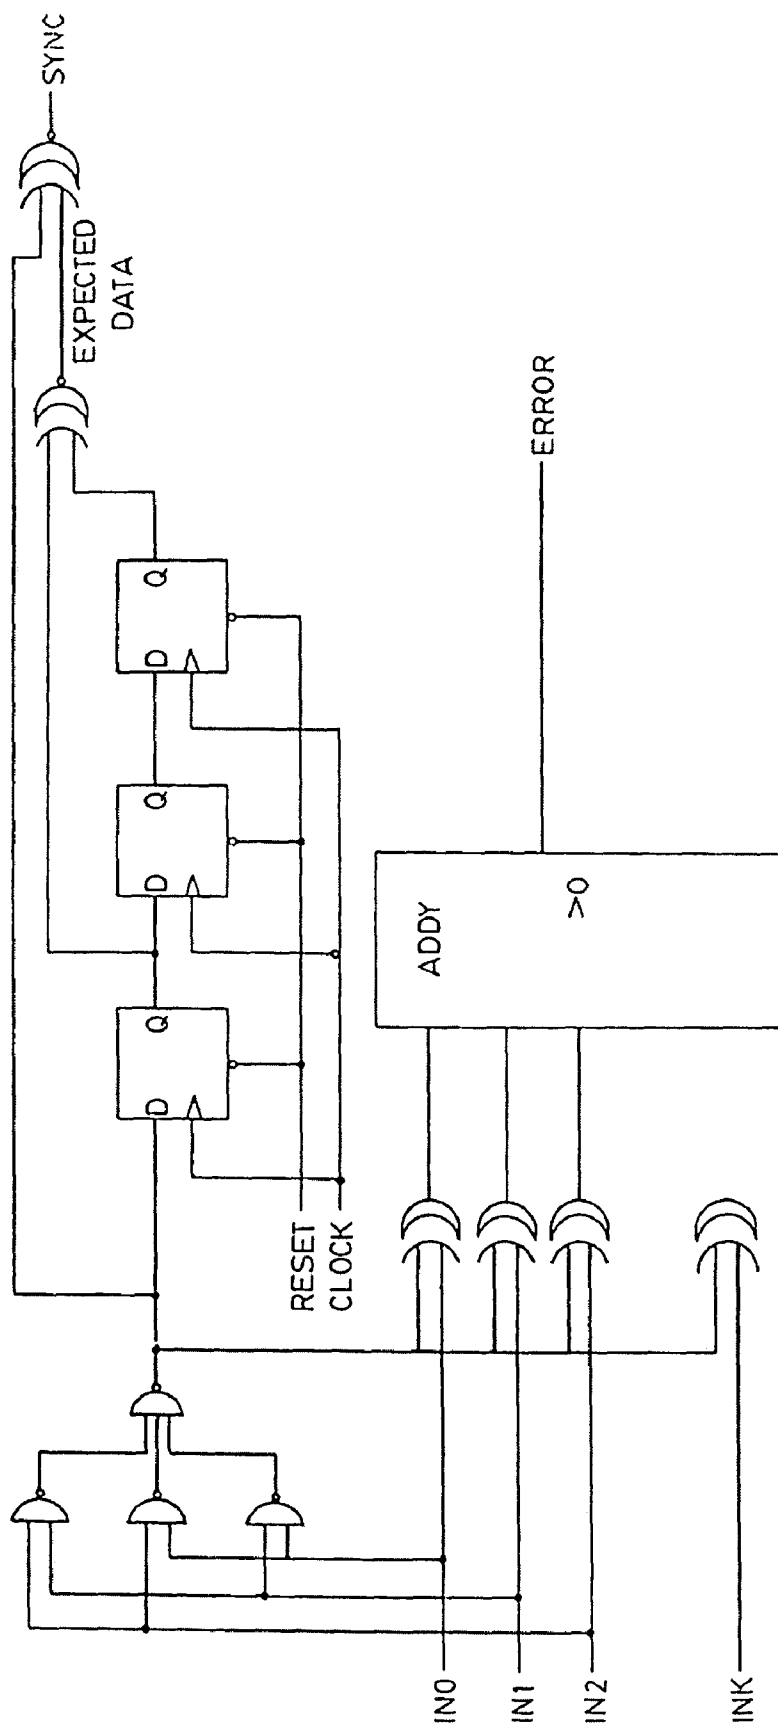 SYNC
EXPECTED
DATA
D
Q
D
Q
D
Q
RESET
CLOCK
ERROR
ADDY
>0
IN0
IN1
IN2
INK